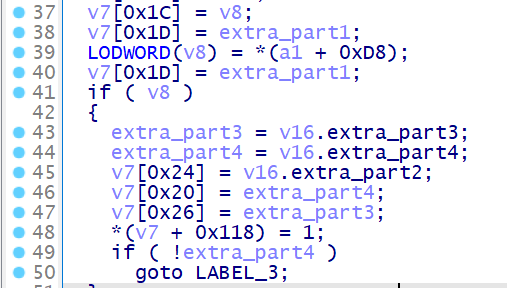 37 v7[0x1C] = v8;
38 v7[0x1D] = extra_part1;
39 LODWORD(v8) = *(a1 + 0xD8);
40 v7[0x1D] = extra_part1;
41 if ( v8 )
42 {
43 extra_part3 = v16.extra_part3;
44 extra_part4 = v16.extra_part4;
45 v7[0x24] = v16.extra_part2;
46 v7[0x20] = extra_part4;
47 v7[0x26] = extra_part3;
48 *(v7 + 0x118) = 1;
49 if ( !extra_part4 )
50 goto LABEL_3;